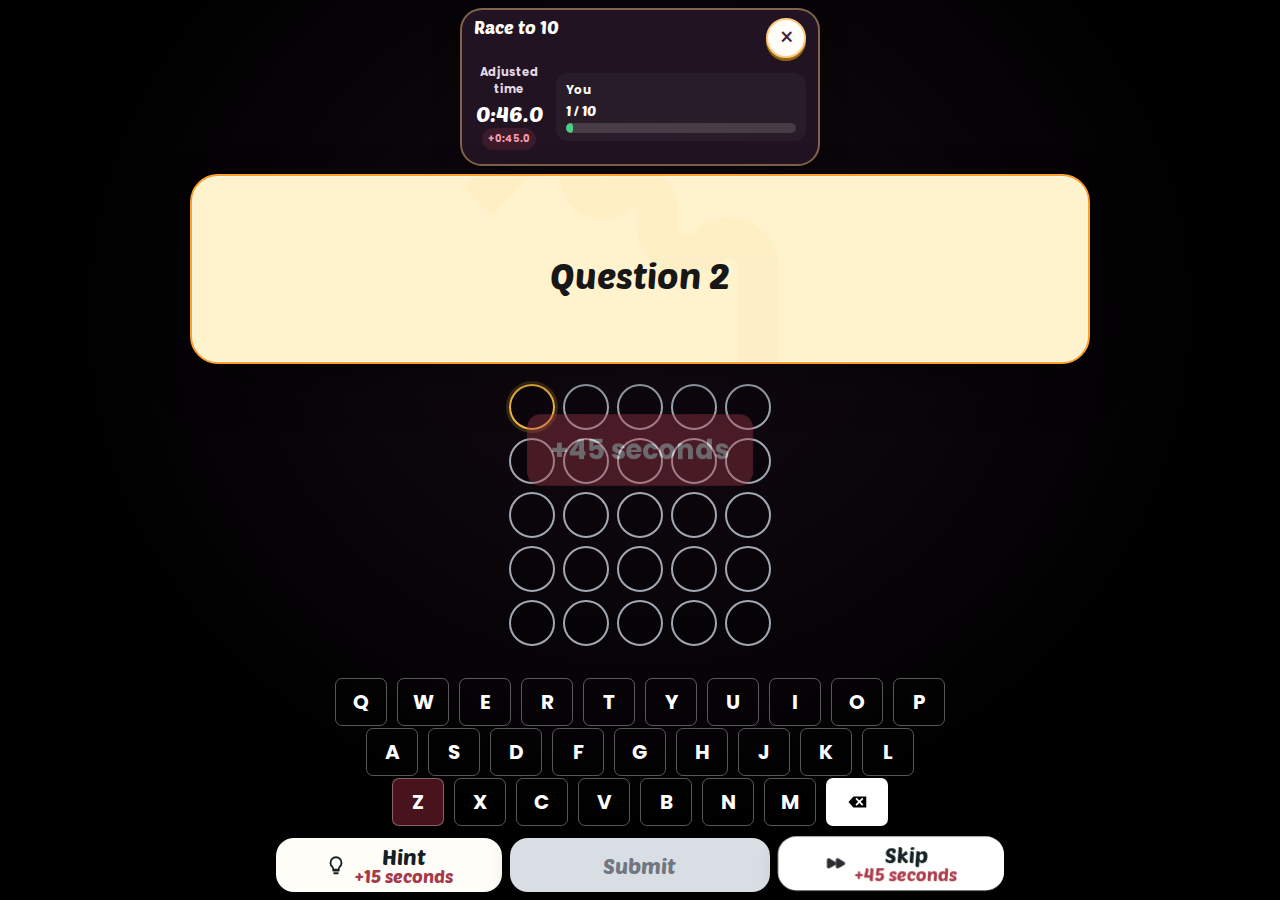 Race to 10
×
Adjusted
time
0:46.0
+0:45.0
You
1 / 10
Question 2
+45 seconds
Q W E R T Y U I O P
A S D F G H J K L
Z X C V B N M
Hint
+15 seconds
Submit
Skip
+45 seconds